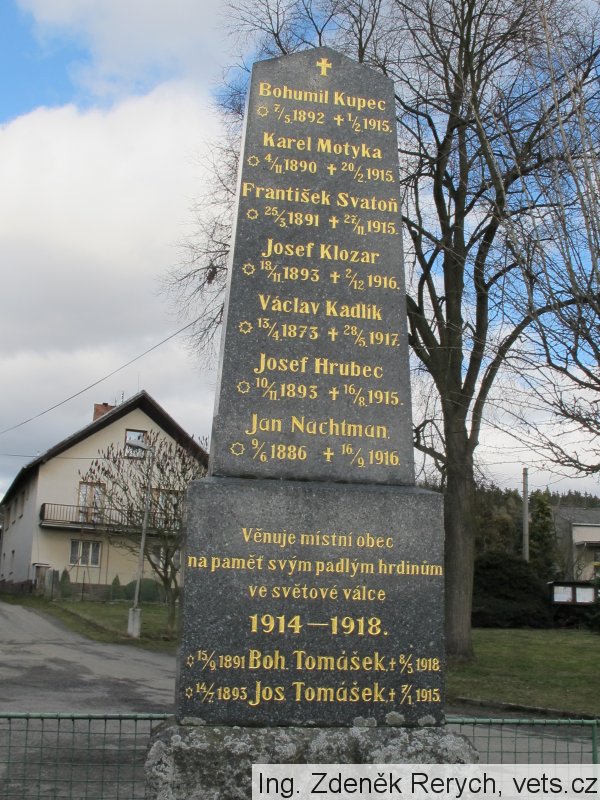 Bohumil Kupec
7/5 1892 ✝ 1/2 1915.
Karel Motyka
4/11 1890 ✝ 20/2 1915.
František Svatoň
25/3 1891 ✝ 27/11 1915.
Josef Klozar
18/11 1893 ✝ 2/12 1916.
Václav Kadlík
13/4 1873 ✝ 28/5 1917.
Josef Hrubec
10/11 1893 ✝ 16/8 1915.
Jan Nachtman.
9/6 1886 ✝ 16/9 1916.
Věnuje místní obec
na paměť svým padlým hrdinům
ve světové válce
1914—1918.
15/9 1891 Boh. Tomášek ✝ 8/5 1918
14/7 1893 Jos Tomášek ✝ 7/1 1915.
Ing. Zdeněk Rerych, vets.cz